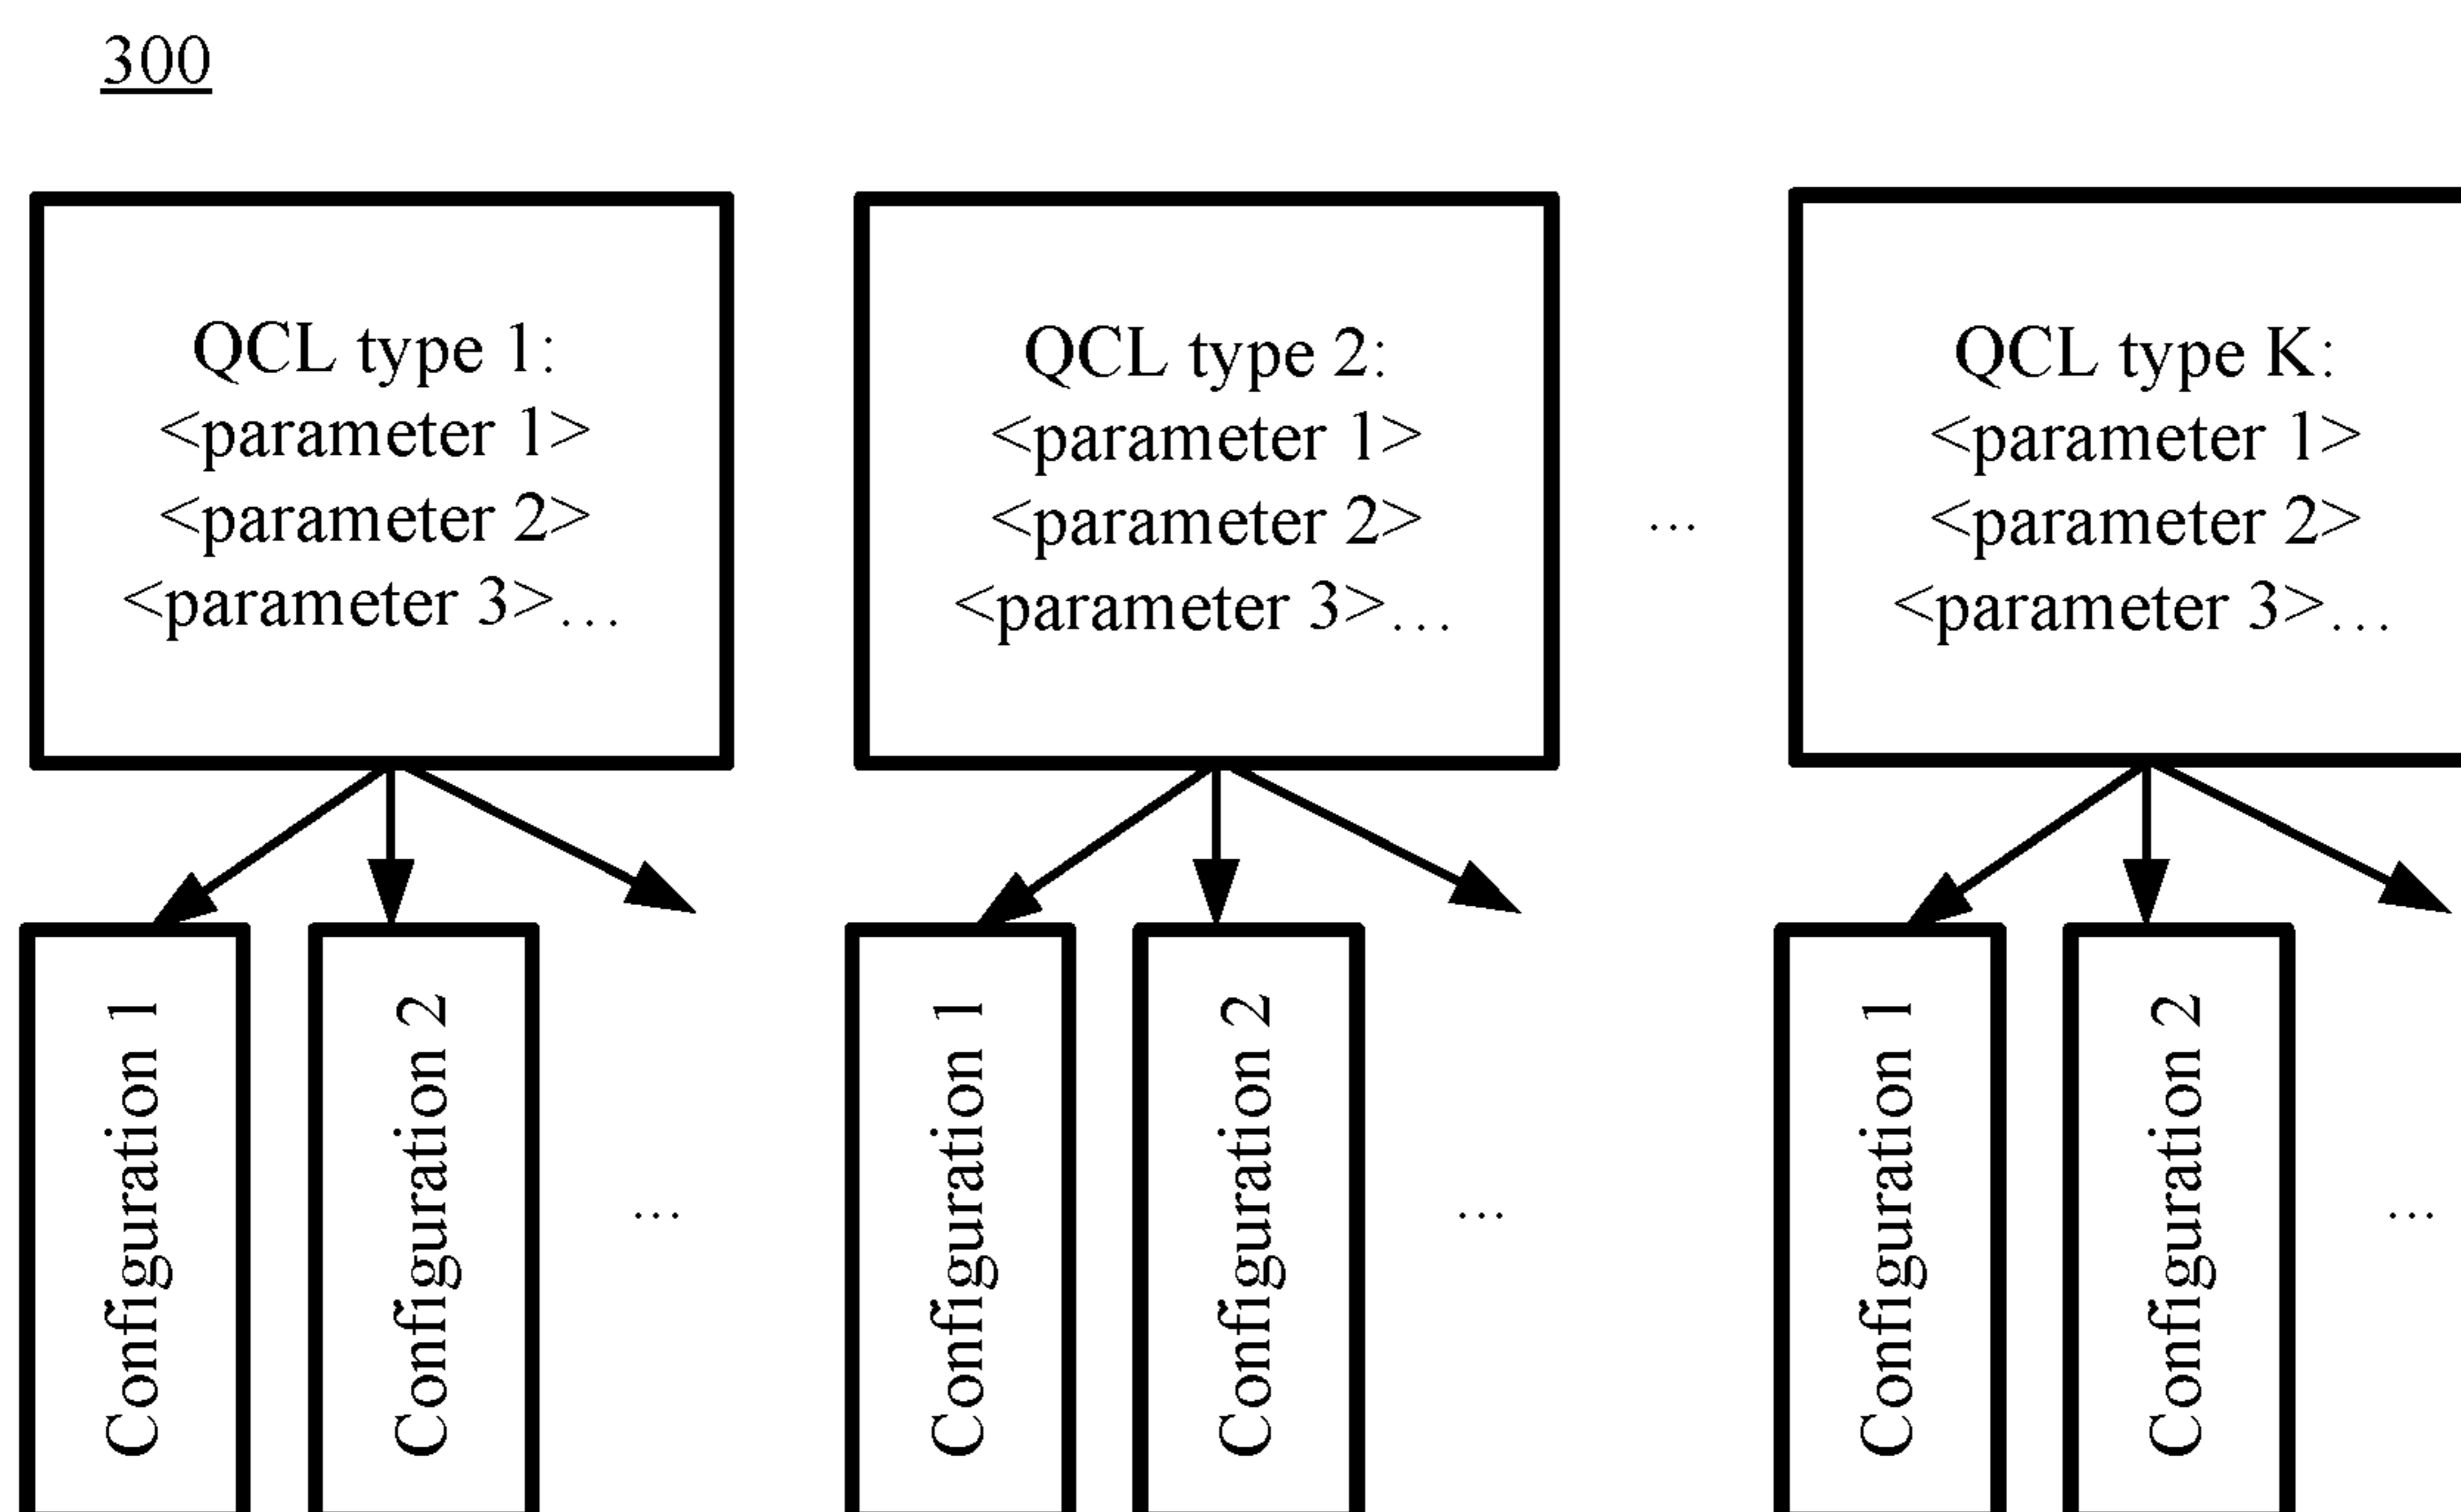 300
QCL type 1:
<parameter 1>
<parameter 2>
<parameter 3>...
QCL type 2:
<parameter 1>
<parameter 2>
<parameter 3>...
...
QCL type K:
<parameter 1>
<parameter 2>
<parameter 3>...
Configuration 1
Configuration 2
...
Configuration 1
Configuration 2
...
Configuration 1
Configuration 2
...